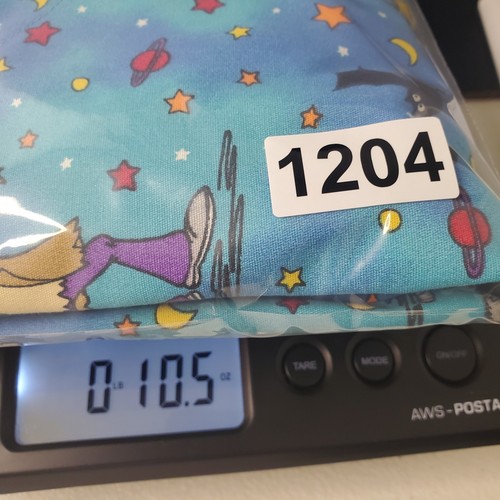 1204
0 LB 10.5 OZ
TARE MODE ON/OFF
AWS-POSTA